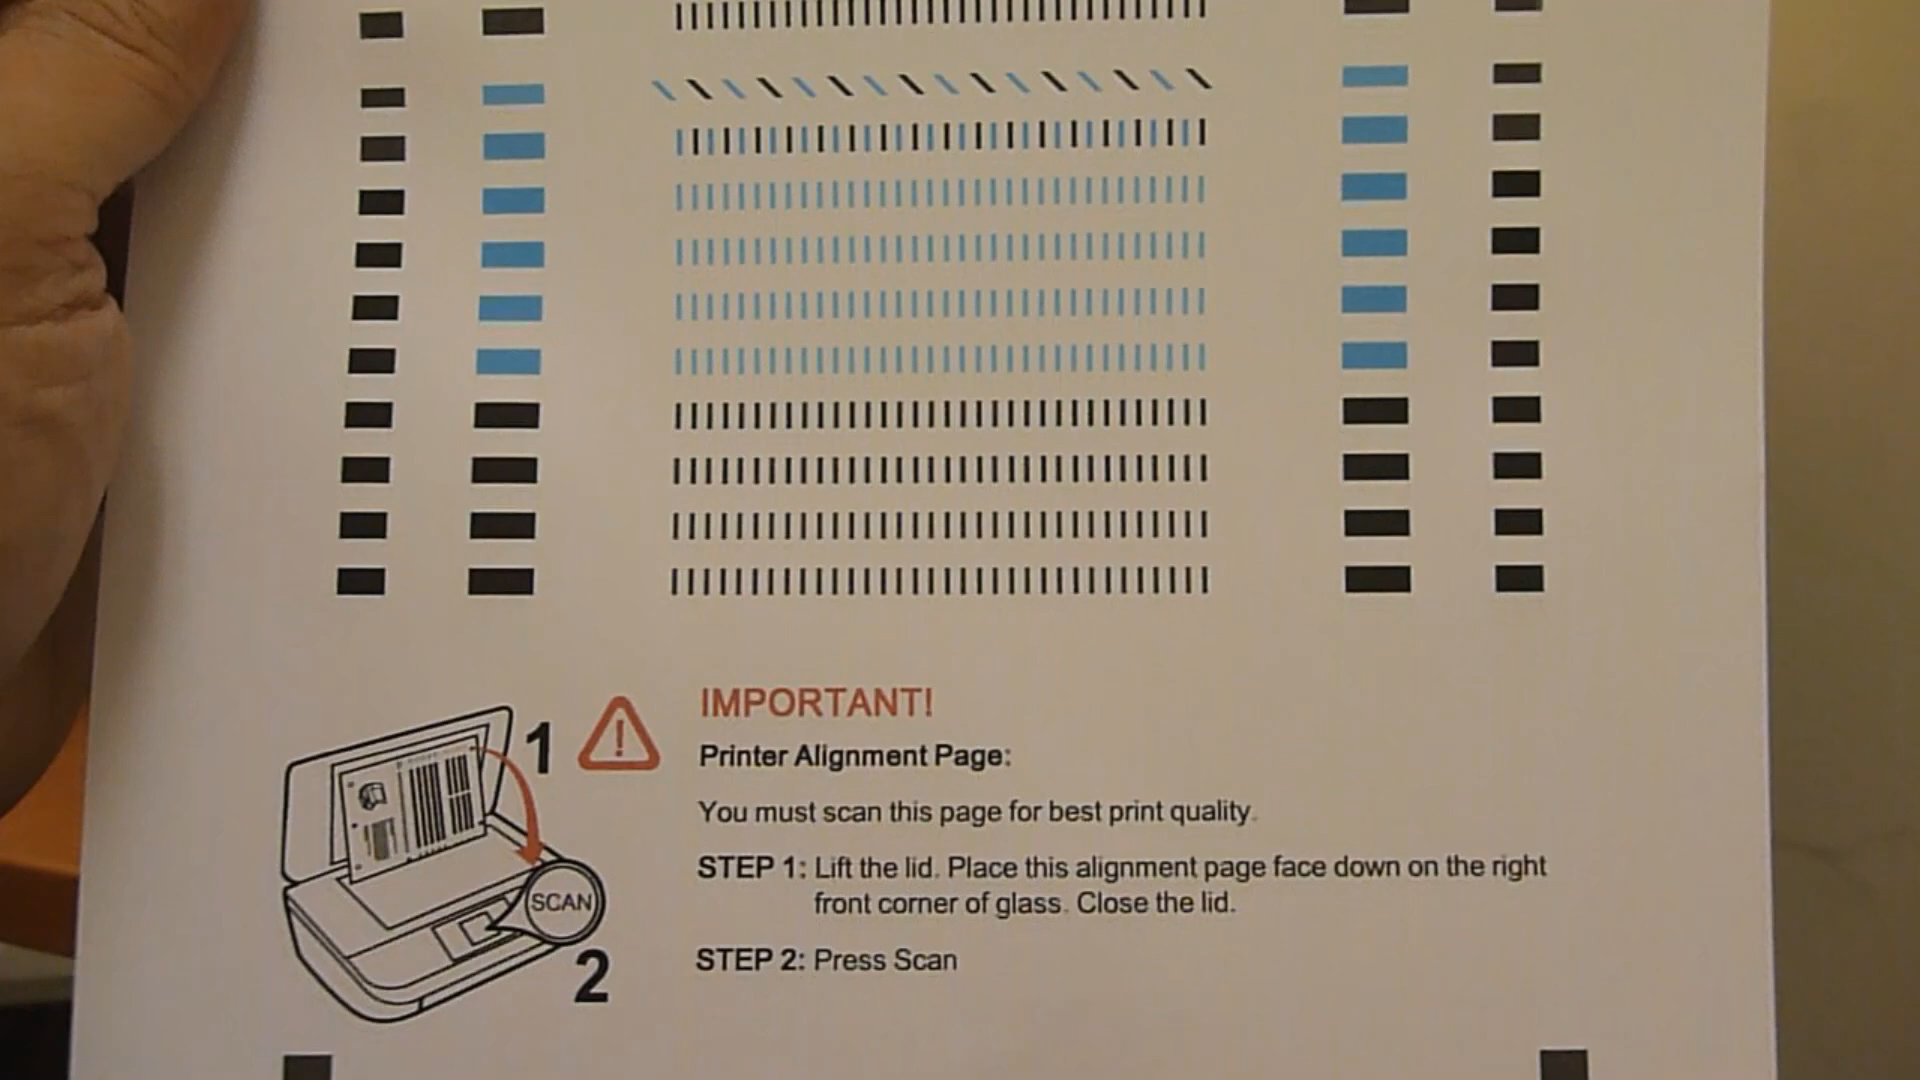 IMPORTANT!
Printer Alignment Page:
You must scan this page for best print quality.
STEP 1: Lift the lid. Place this alignment page face down on the right
front corner of glass. Close the lid.
STEP 2: Press Scan
1
SCAN
2